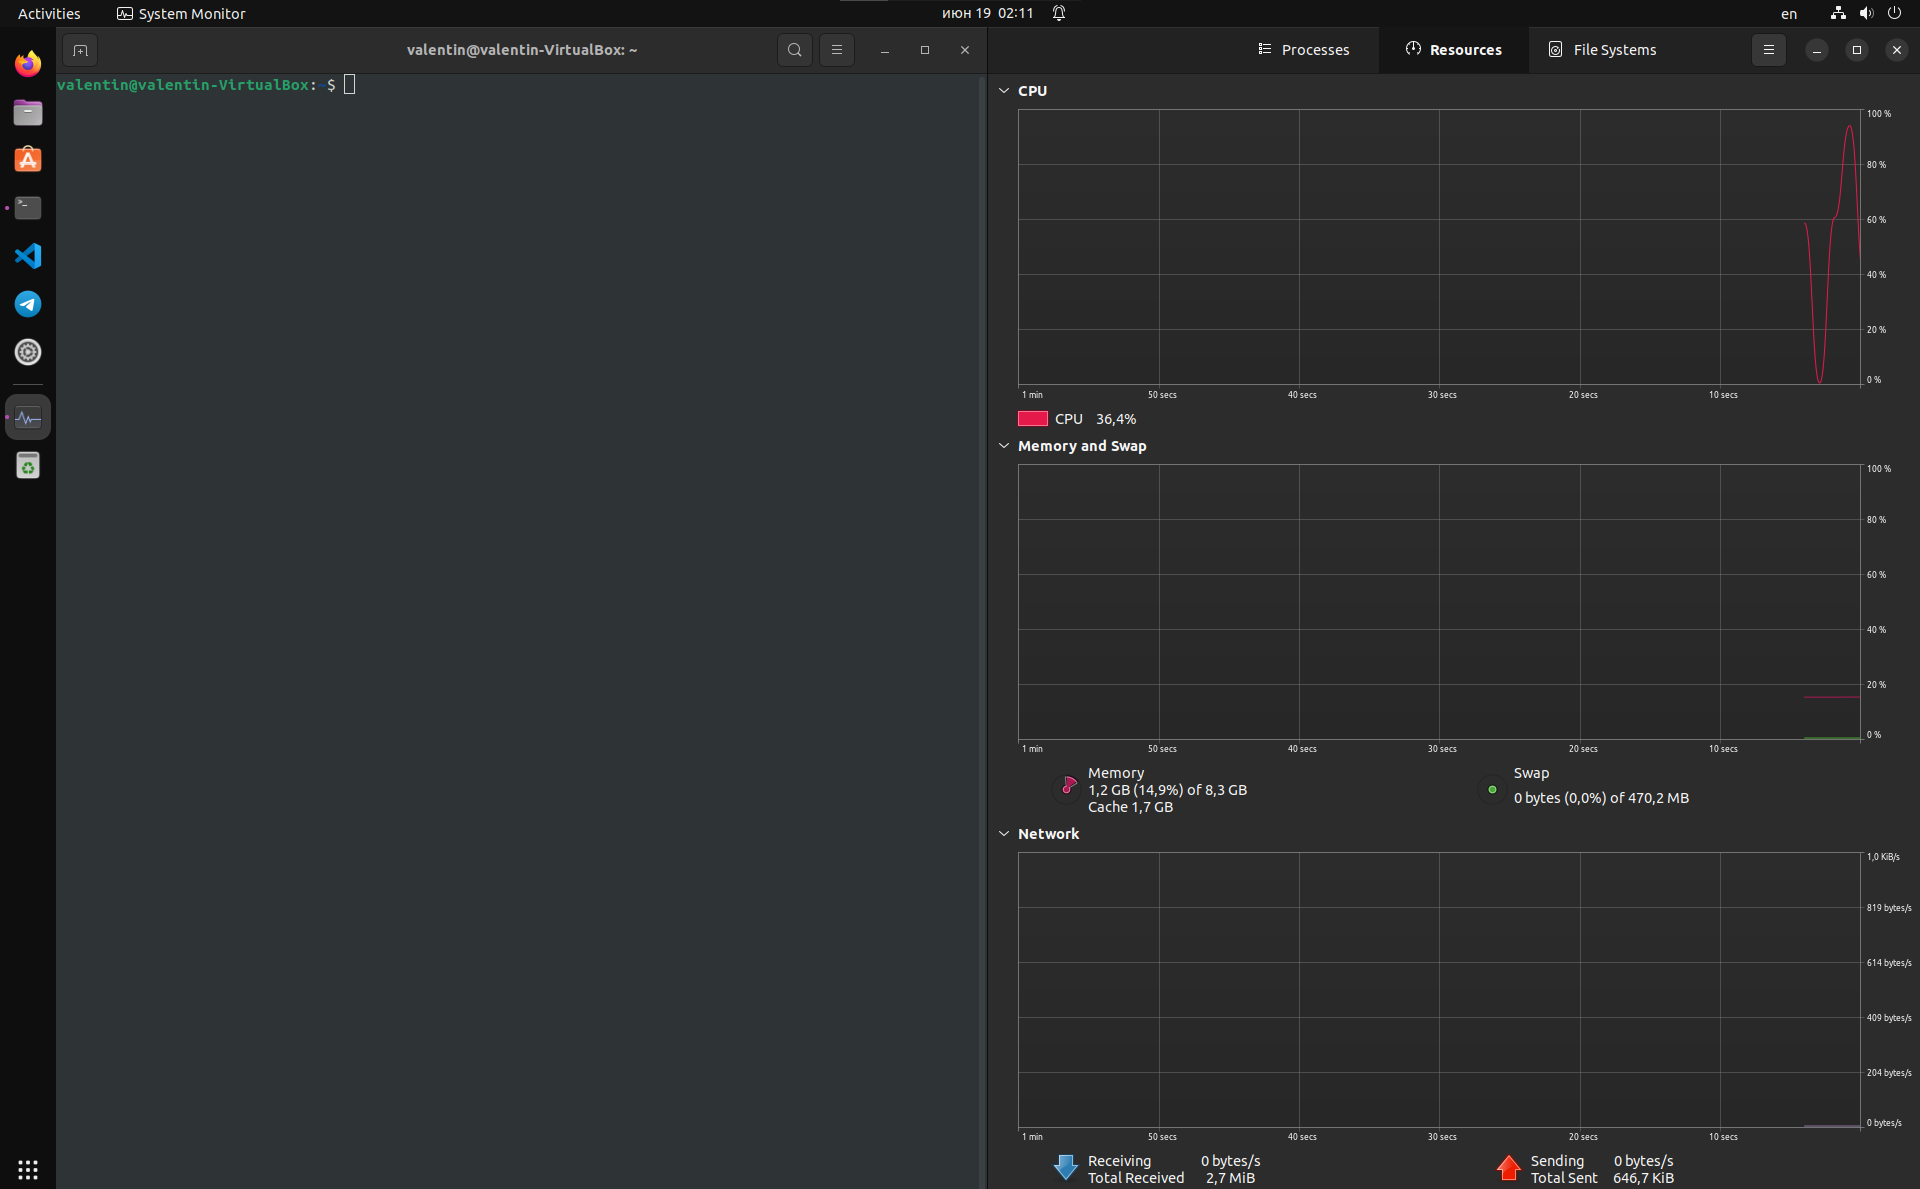 Activities
System Monitor
июн 19 02:11
en
valentin@valentin-VirtualBox: ~
valentin@valentin-VirtualBox:~$
Processes
Resources
File Systems
CPU
100 %
80 %
60 %
40 %
20 %
0 %
1 min
50 secs
40 secs
30 secs
20 secs
10 secs
CPU 36,4%
Memory and Swap
100 %
80 %
60 %
40 %
20 %
0 %
1 min
50 secs
40 secs
30 secs
20 secs
10 secs
Memory
1,2 GB (14,9%) of 8,3 GB
Cache 1,7 GB
Swap
0 bytes (0,0%) of 470,2 MB
Network
1,0 KiB/s
819 bytes/s
614 bytes/s
409 bytes/s
204 bytes/s
0 bytes/s
1 min
50 secs
40 secs
30 secs
20 secs
10 secs
Receiving 0 bytes/s
Total Received 2,7 MiB
Sending 0 bytes/s
Total Sent 646,7 KiB